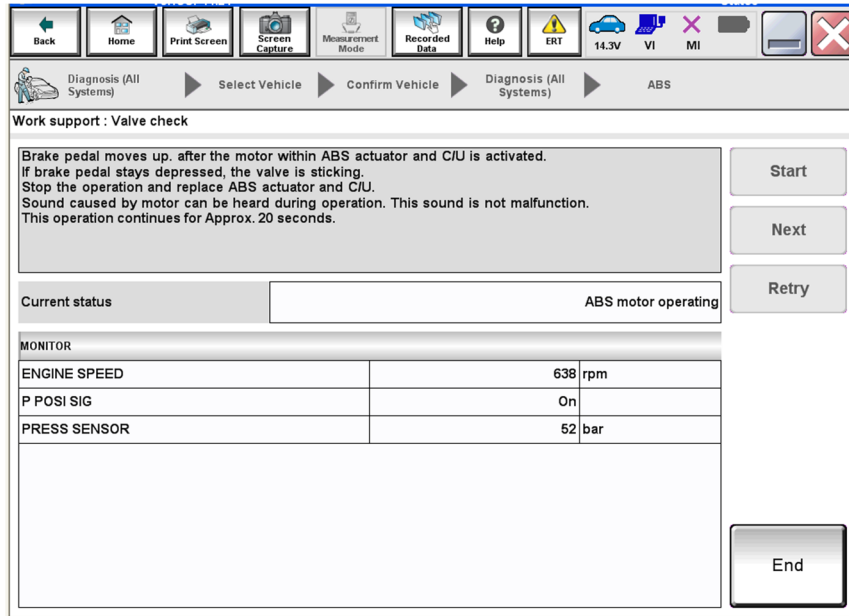 Back
Home
Print Screen
Screen
Capture
Measurement
Mode
Recorded
Data
Help
ERT
14.3V
VI
MI
Diagnosis (All
Systems)
Select Vehicle
Confirm Vehicle
Diagnosis (All
Systems)
ABS
Work support : Valve check
Brake pedal moves up. after the motor within ABS actuator and C/U is activated.
If brake pedal stays depressed, the valve is sticking.
Stop the operation and replace ABS actuator and C/U.
Sound caused by motor can be heard during operation. This sound is not malfunction.
This operation continues for Approx. 20 seconds.
Start
Next
Retry
Current status
ABS motor operating
MONITOR
ENGINE SPEED 638 rpm
P POSI SIG On
PRESS SENSOR 52 bar
End